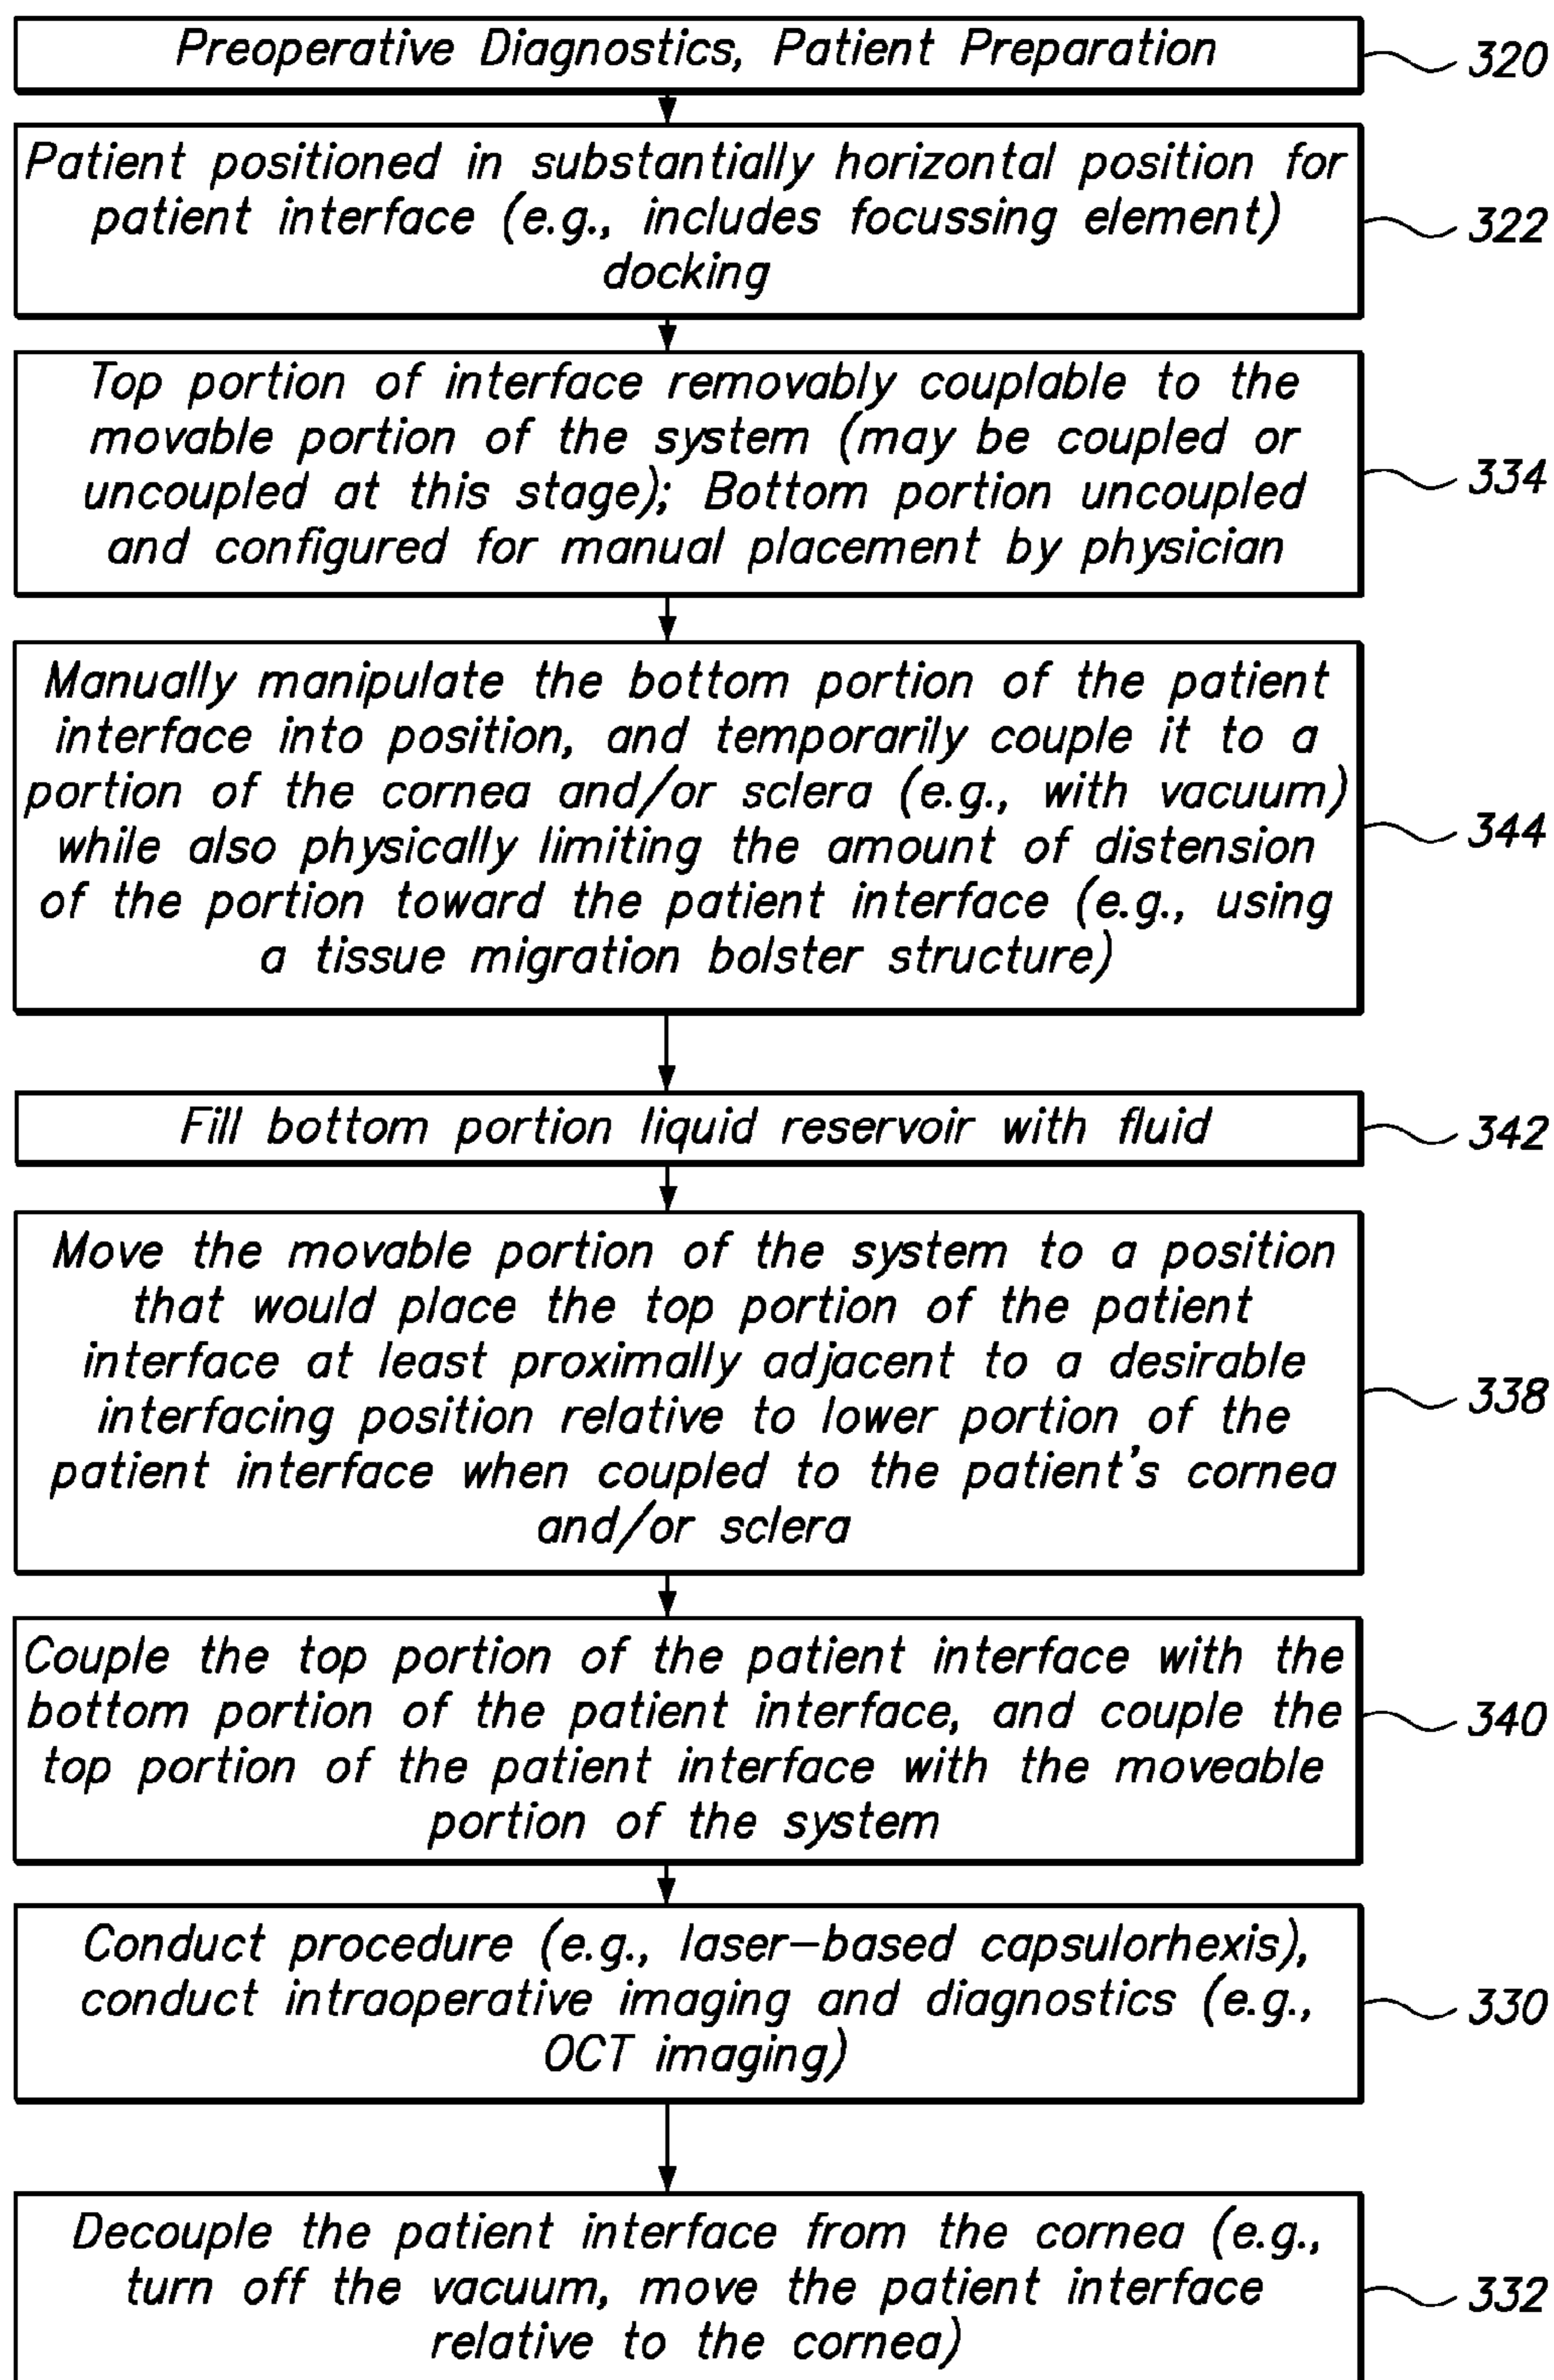 Preoperative Diagnostics, Patient Preparation
320
Patient positioned in substantially horizontal position for
patient interface (e.g., includes focussing element)
docking
322
Top portion of interface removably couplable to the
movable portion of the system (may be coupled or
uncoupled at this stage); Bottom portion uncoupled
and configured for manual placement by physician
334
Manually manipulate the bottom portion of the patient
interface into position, and temporarily couple it to a
portion of the cornea and/or sclera (e.g., with vacuum)
while also physically limiting the amount of distension
of the portion toward the patient interface (e.g., using
a tissue migration bolster structure)
344
Fill bottom portion liquid reservoir with fluid
342
Move the movable portion of the system to a position
that would place the top portion of the patient
interface at least proximally adjacent to a desirable
interfacing position relative to lower portion of the
patient interface when coupled to the patient's cornea
and/or sclera
338
Couple the top portion of the patient interface with the
bottom portion of the patient interface, and couple the
top portion of the patient interface with the moveable
portion of the system
340
Conduct procedure (e.g., laser-based capsulorhexis),
conduct intraoperative imaging and diagnostics (e.g.,
OCT imaging)
330
Decouple the patient interface from the cornea (e.g.,
turn off the vacuum, move the patient interface
relative to the cornea)
332